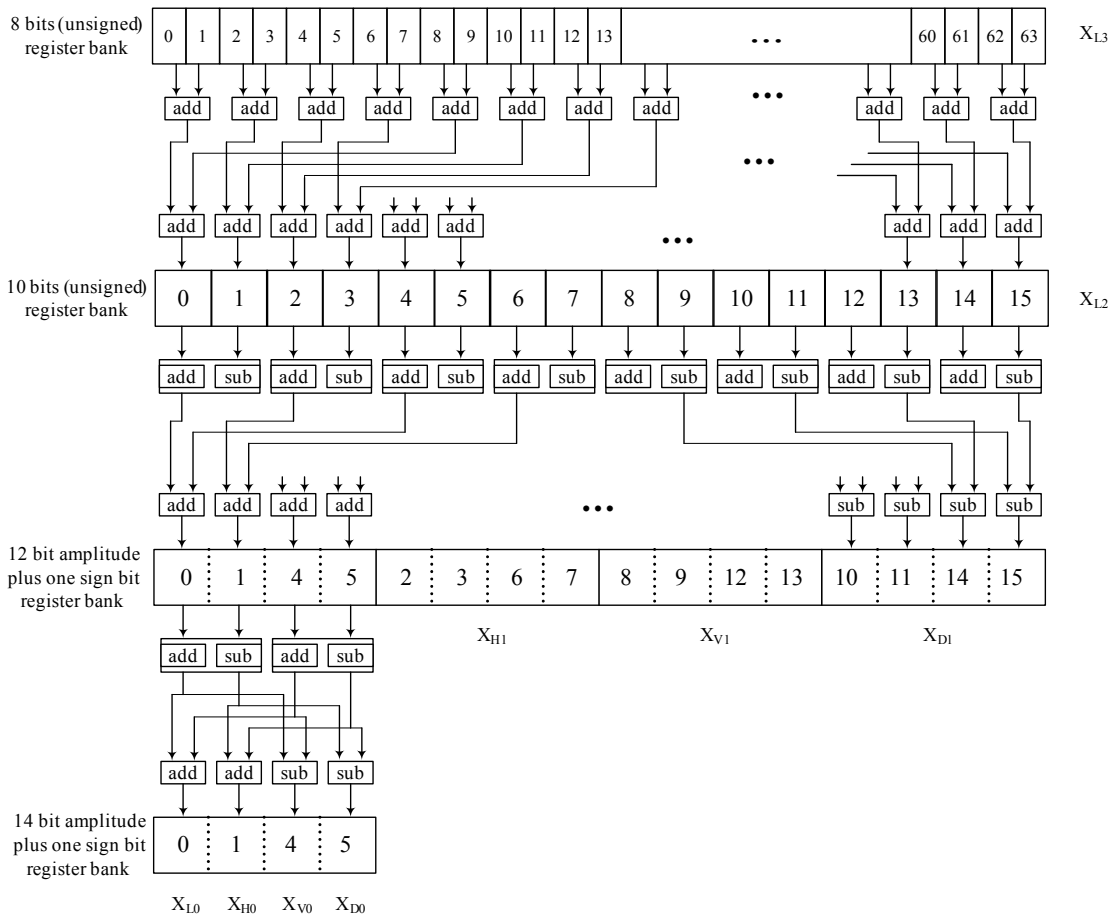 8 bits (unsigned)
register bank
0 1 2 3 4 5 6 7 8 9 10 11 12 13 ... 60 61 62 63
X_L3
add add add add add add add add ... add add add
...
add add add add add add ... add add add
10 bits (unsigned)
register bank
0 1 2 3 4 5 6 7 8 9 10 11 12 13 14 15
X_L2
add sub add sub add sub add sub add sub add sub add sub add sub
add add add add ... sub sub sub sub
12 bit amplitude
plus one sign bit
register bank
0 1 4 5 2 3 6 7 8 9 12 13 10 11 14 15
X_H1 X_V1 X_D1
add sub add sub
add add sub sub
14 bit amplitude
plus one sign bit
register bank
0 1 4 5
X_L0 X_H0 X_V0 X_D0